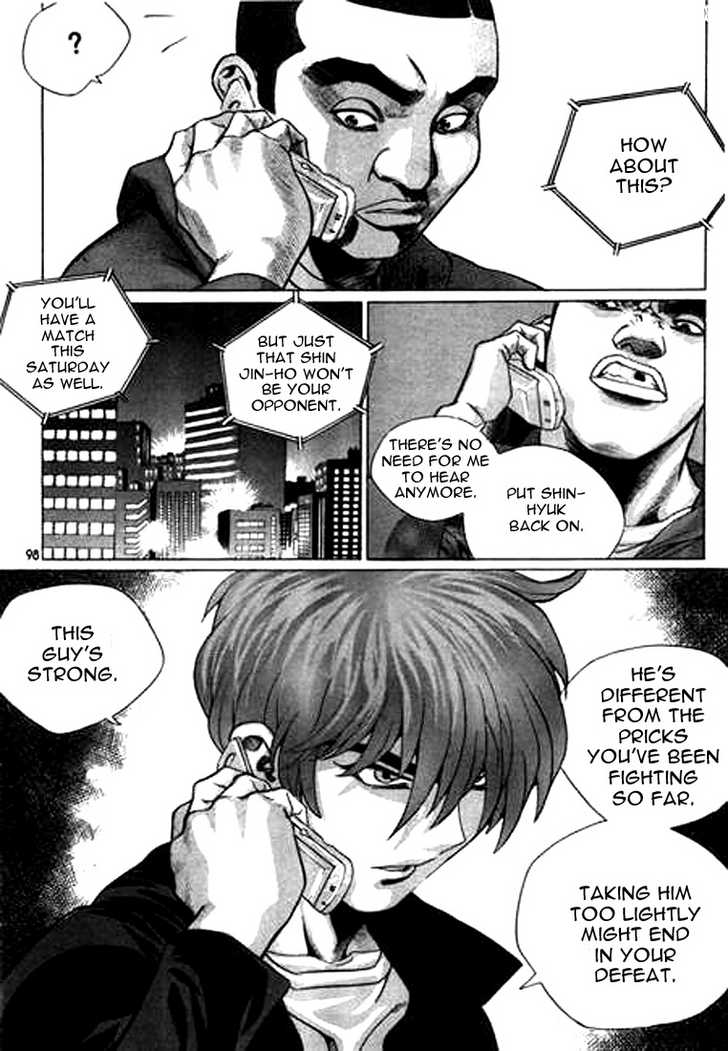 ?
HOW
ABOUT
THIS?
YOU'LL
HAVE A
MATCH
THIS
SATURDAY
AS WELL.
BUT JUST
THAT SHIN
JIN-HO WON'T
BE YOUR
OPPONENT.
THERE'S NO
NEED FOR ME
TO HEAR
ANYMORE.
PUT SHIN-
HYUK
BACK ON.
98
THIS
GUY'S
STRONG.
HE'S
DIFFERENT
FROM THE
PRICKS
YOU'VE BEEN
FIGHTING
SO FAR.
TAKING HIM
TOO LIGHTLY
MIGHT END
IN YOUR
DEFEAT.